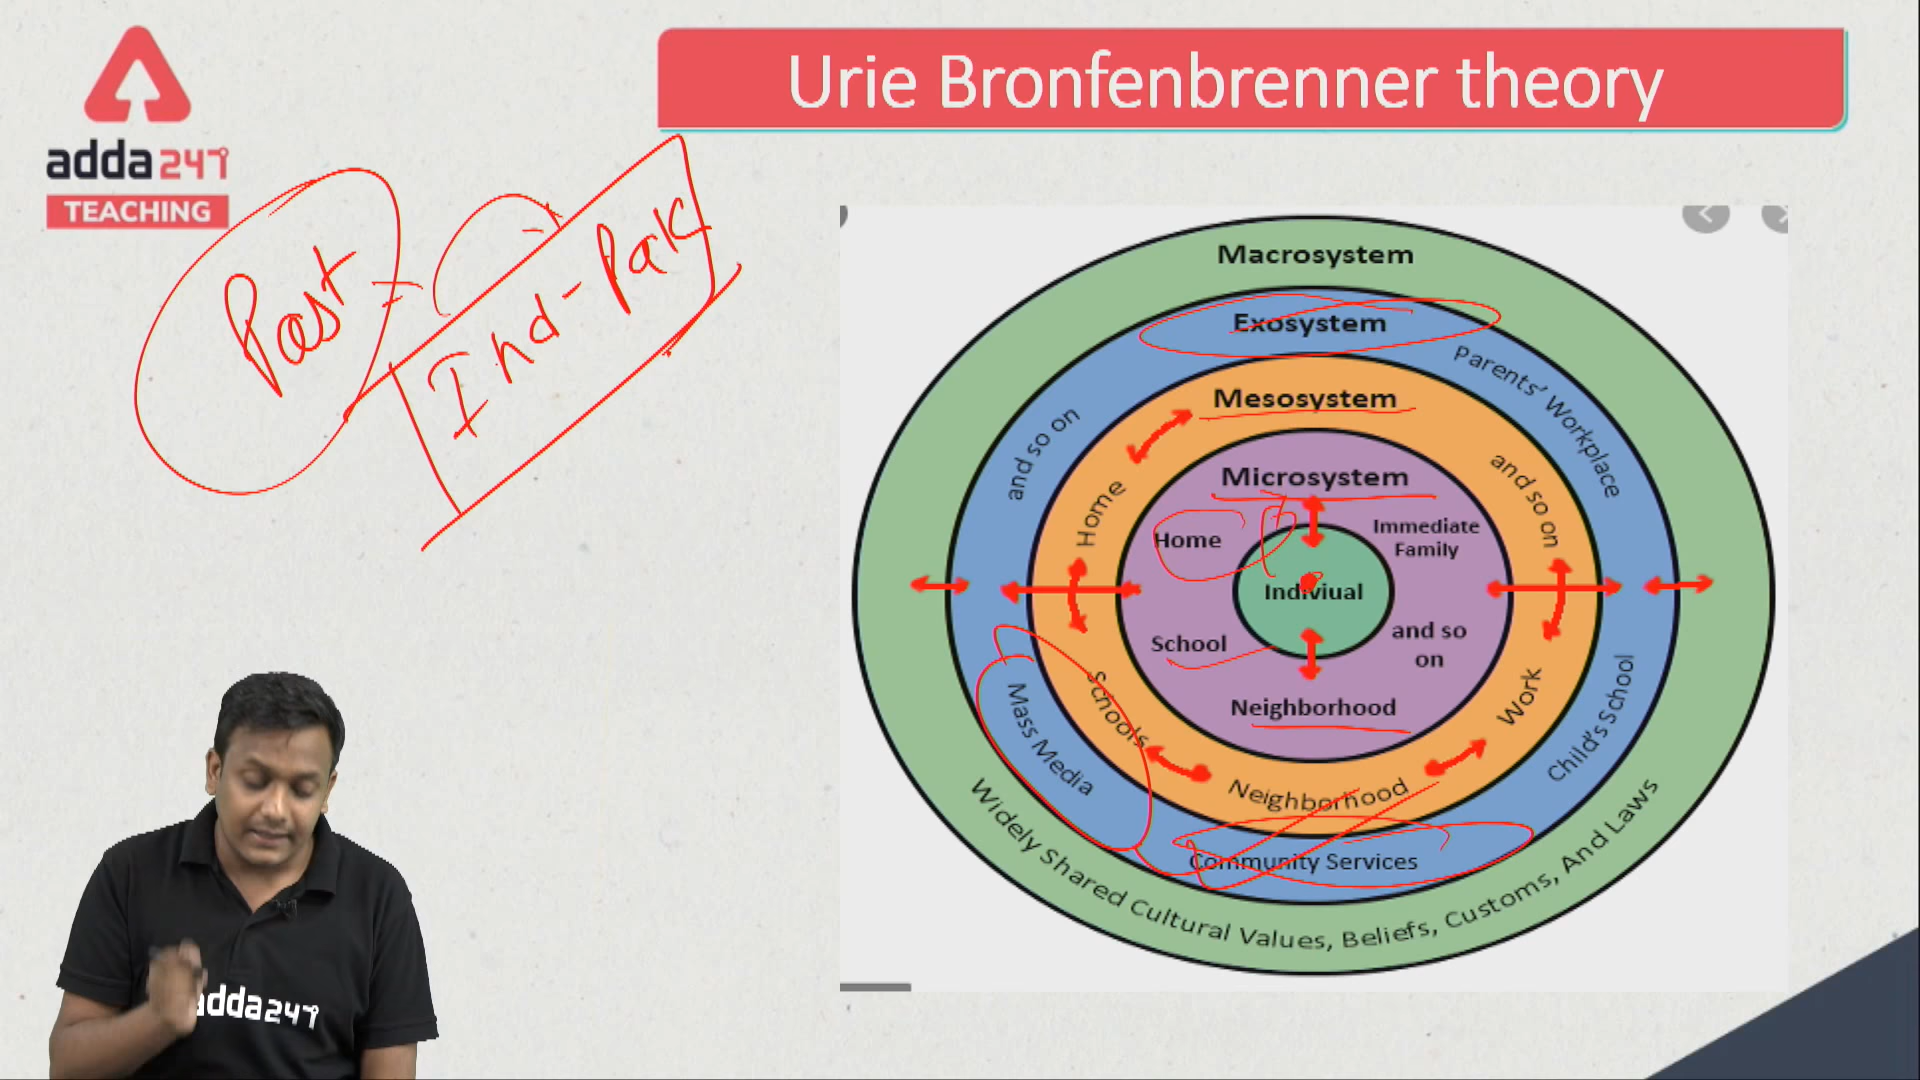 Urie Bronfenbrenner theory
adda247
TEACHING
Past
Ind-Pak
Macrosystem
Exosystem
Parents' Workplace
and so on
Mesosystem
and so on
Home
Microsystem
Home
Immediate
Family
Indiviual
School
and so
on
Neighborhood
Schools
Work
Neighborhood
Mass Media
Child's School
Community Services
Widely Shared Cultural Values, Beliefs, Customs, And Laws
adda247